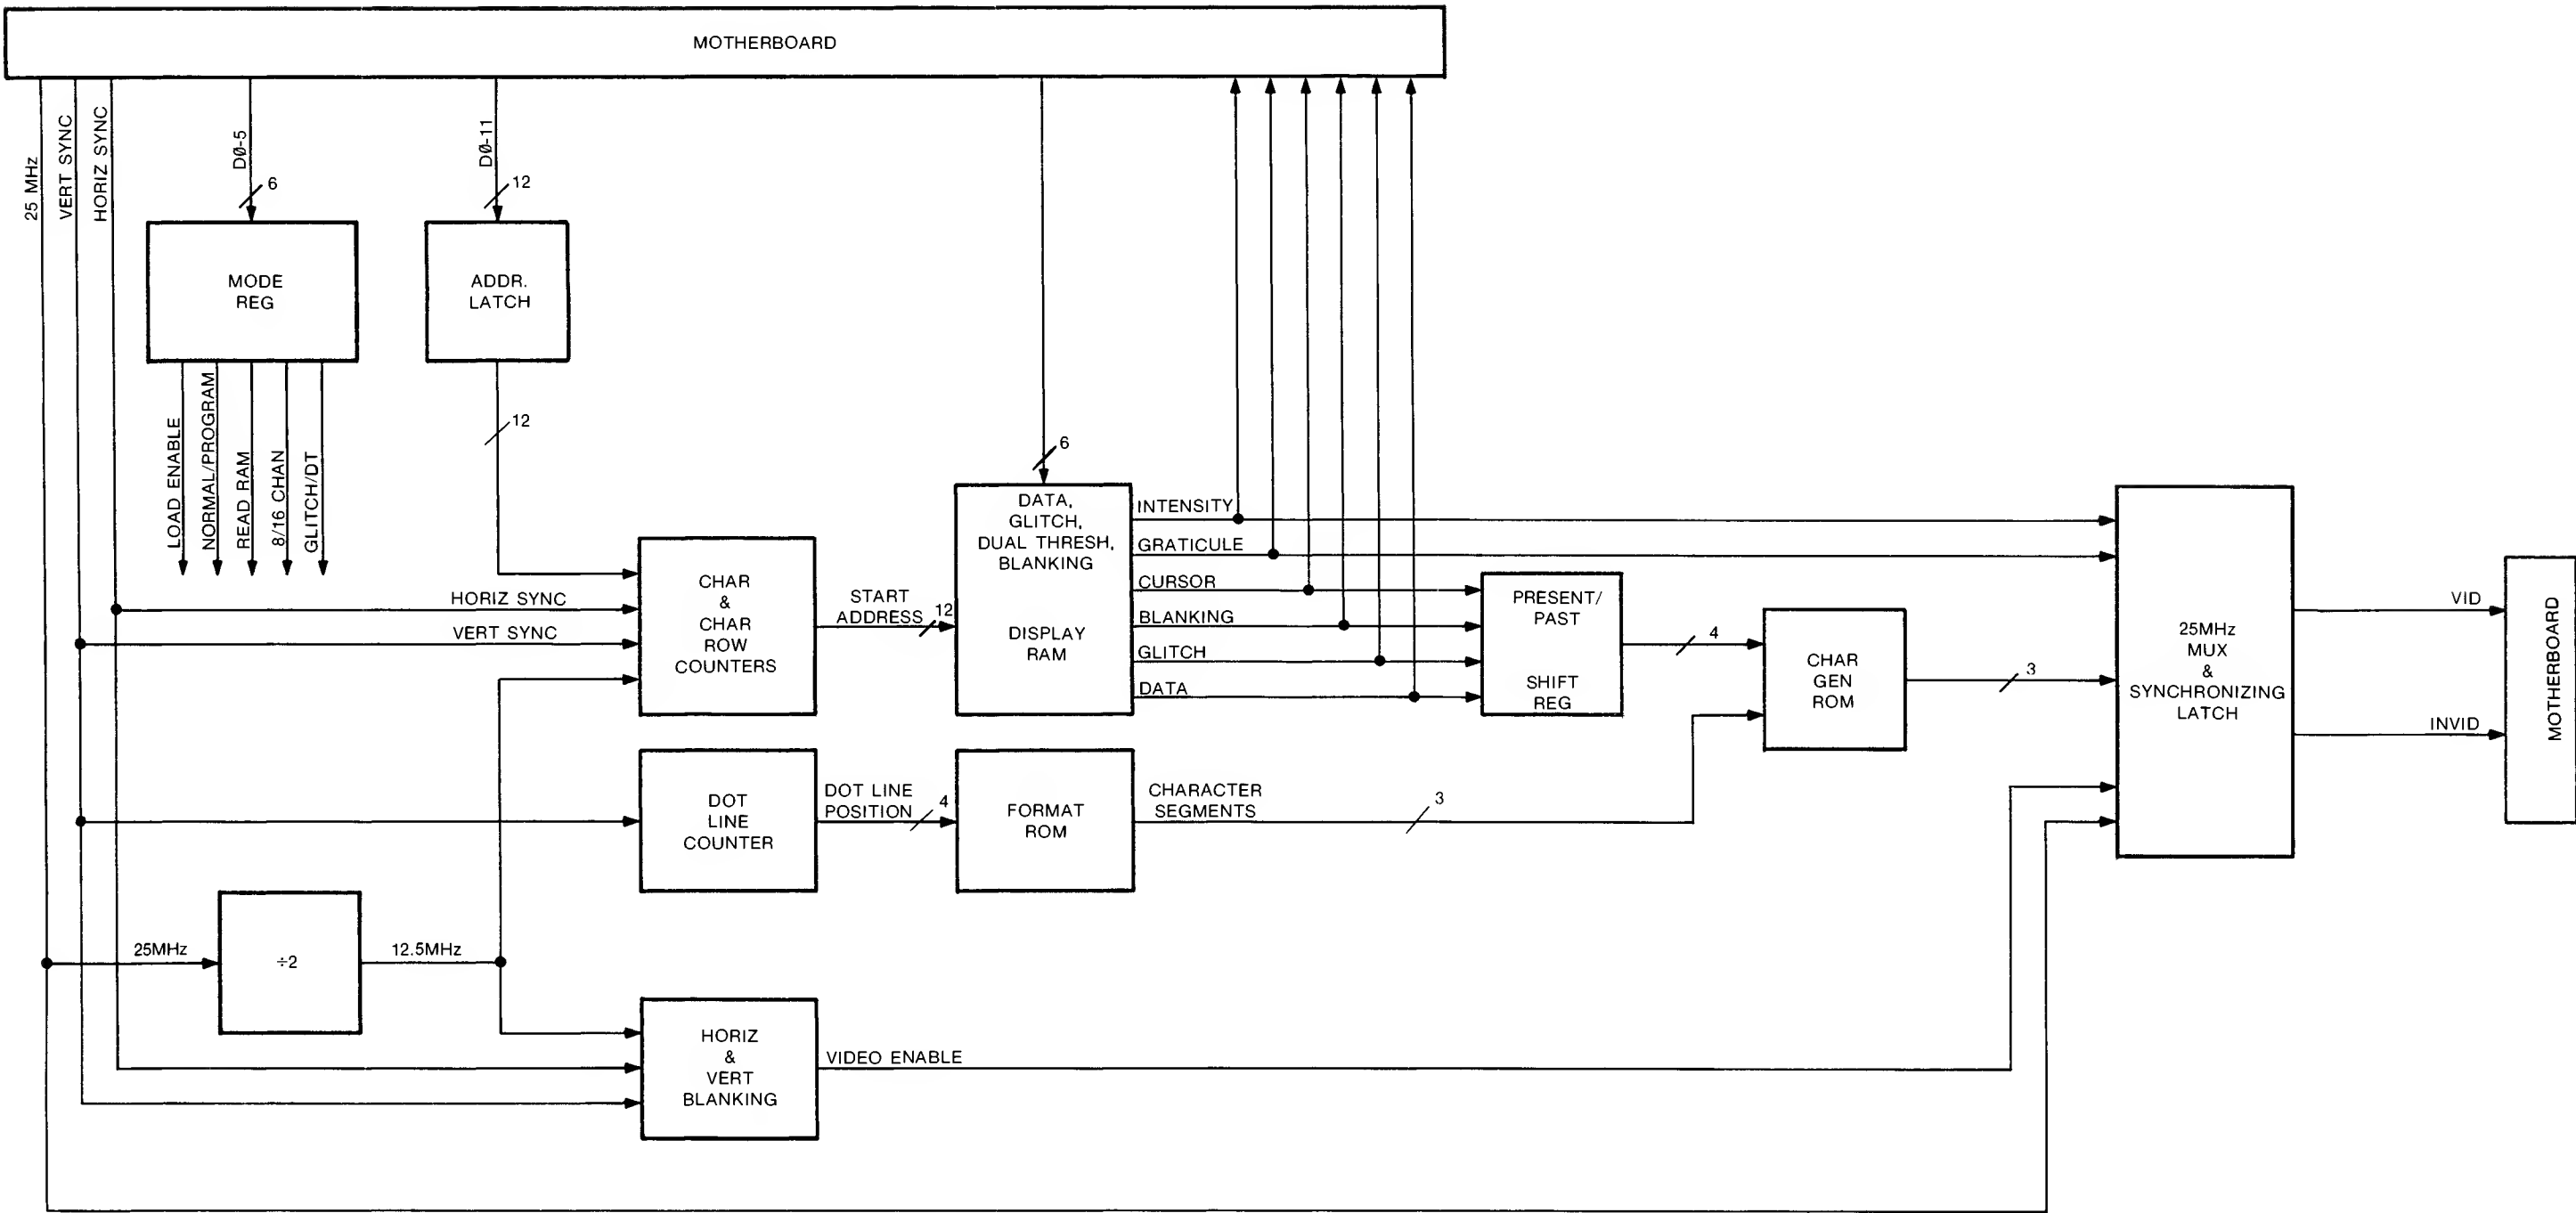 MOTHERBOARD
25 MHz
VERT SYNC
HORIZ SYNC
DØ-5
6
DØ-11
12
MODE
REG
ADDR.
LATCH
LOAD ENABLE
NORMAL/PROGRAM
READ RAM
8/16 CHAN
GLITCH/DT
12
6
HORIZ SYNC
VERT SYNC
CHAR
&
CHAR
ROW
COUNTERS
START
ADDRESS
12
DATA,
GLITCH,
DUAL THRESH,
BLANKING
DISPLAY
RAM
INTENSITY
GRATICULE
CURSOR
BLANKING
GLITCH
DATA
PRESENT/
PAST
SHIFT
REG
4
CHAR
GEN
ROM
3
25MHz
MUX
&
SYNCHRONIZING
LATCH
VID
INVID
MOTHERBOARD
DOT
LINE
COUNTER
DOT LINE
POSITION
4
FORMAT
ROM
CHARACTER
SEGMENTS
3
25MHz
÷2
12.5MHz
HORIZ
&
VERT
BLANKING
VIDEO ENABLE